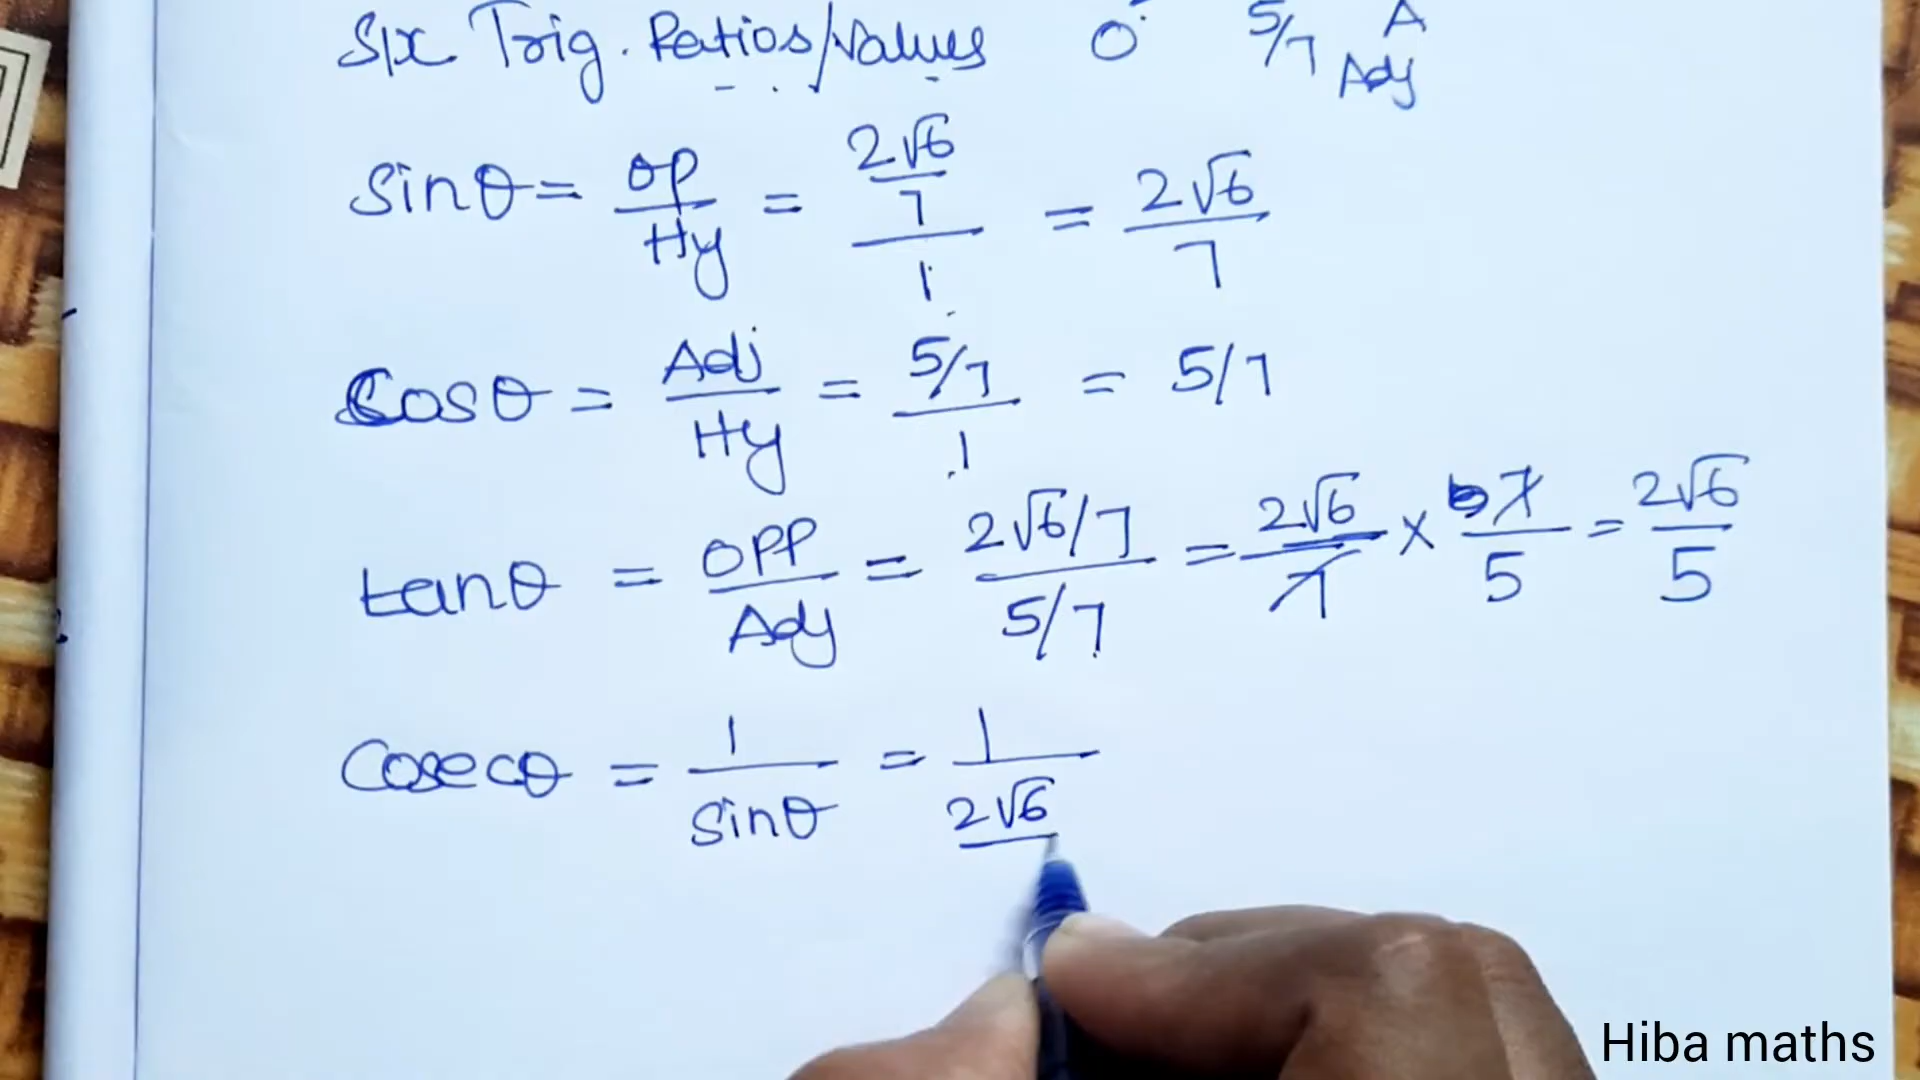 Six Trig. Ratios/Values O 5/7 A
Adj
sinθ = OP/Hy = 2√6/7/1 = 2√6/7
Cosθ = Adj/Hy = 5/7/1 = 5/7
tanθ = OPP/Adj = 2√6/7/5/7 = 2√6/7 × 7/5 = 2√6/5
Cosecθ = 1/sinθ = 1/2√6
Hiba maths